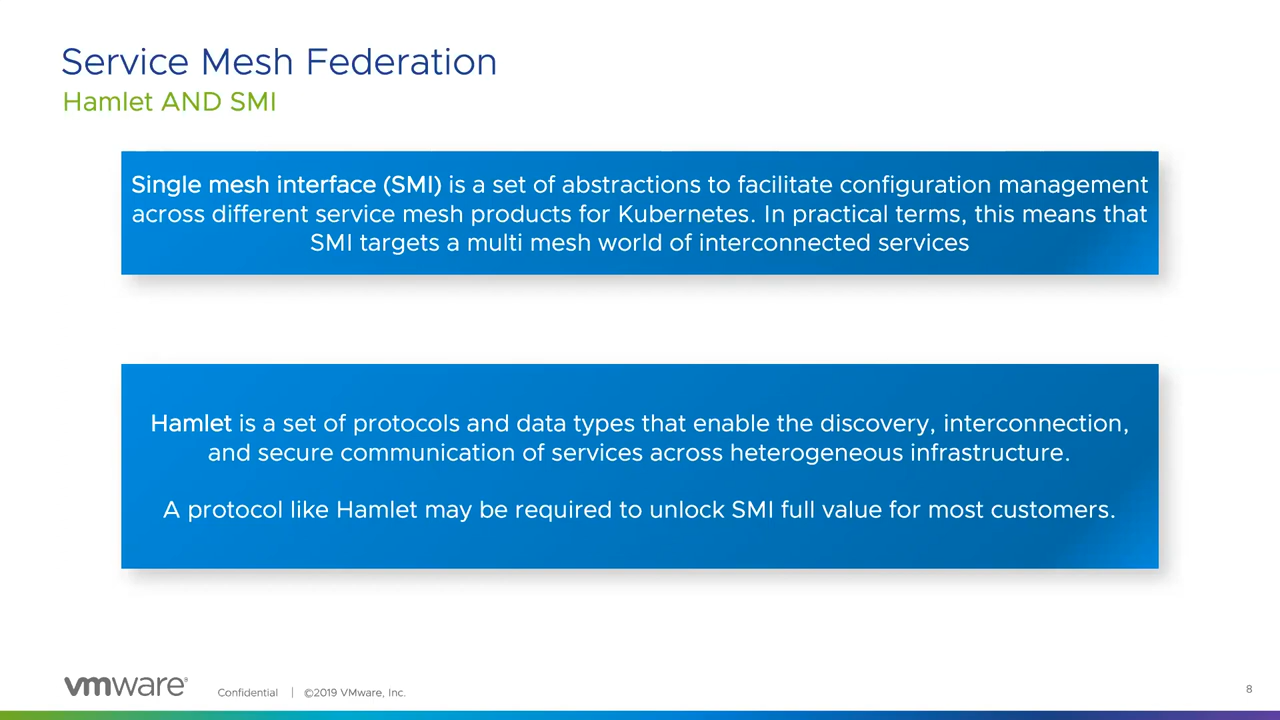 Service Mesh Federation
Hamlet AND SMI
Single mesh interface (SMI) is a set of abstractions to facilitate configuration management
across different service mesh products for Kubernetes. In practical terms, this means that
SMI targets a multi mesh world of interconnected services
Hamlet is a set of protocols and data types that enable the discovery, interconnection,
and secure communication of services across heterogeneous infrastructure.
A protocol like Hamlet may be required to unlock SMI full value for most customers.
vmware®
Confidential | ©2019 VMware, Inc.
8